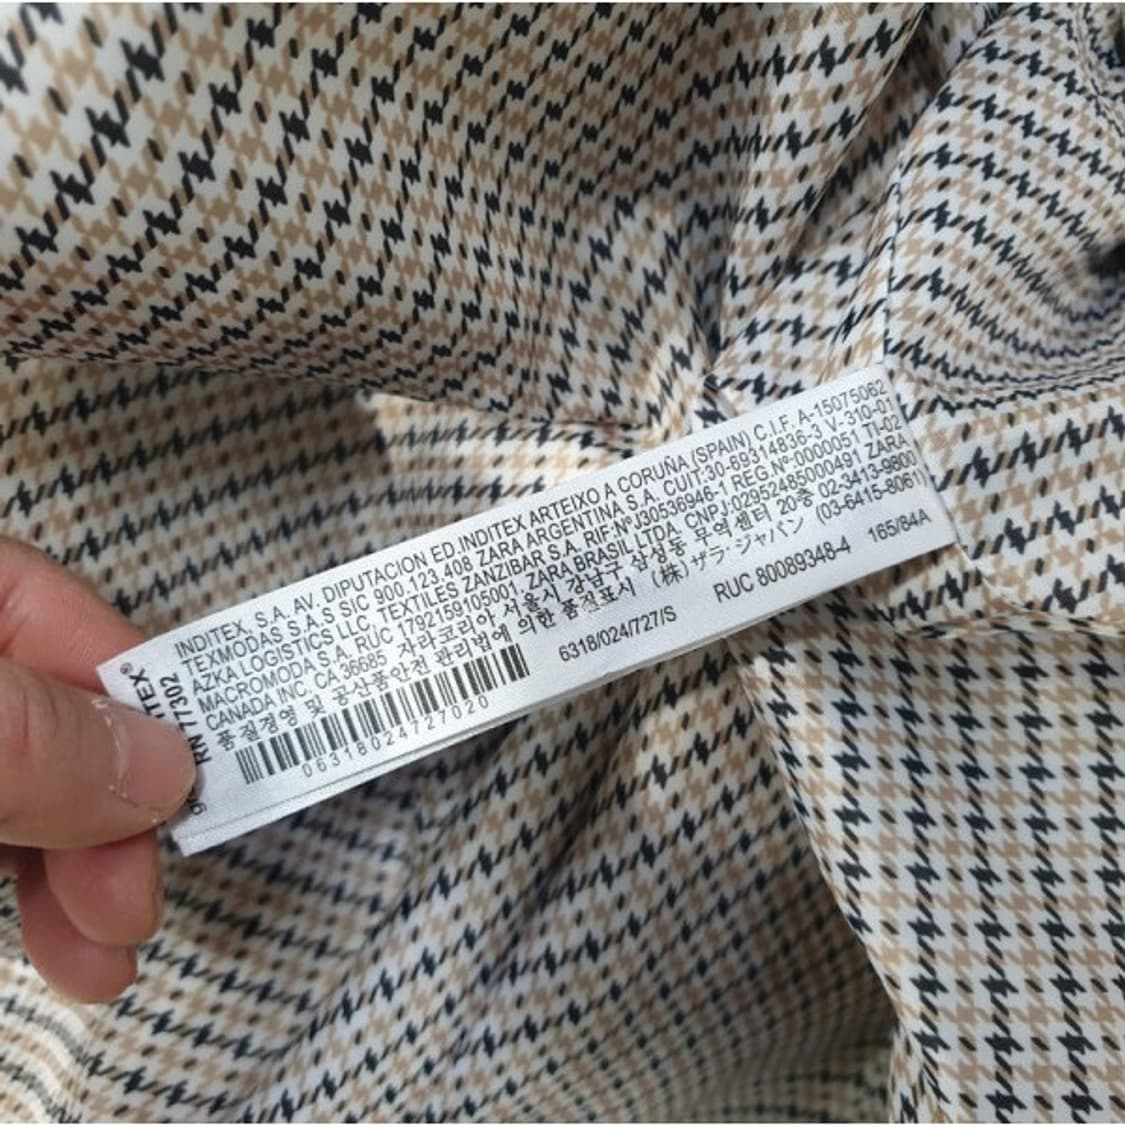 RN 77302
INDITEX, S.A. AV. DIPUTACION ED.INDITEX ARTEIXO A CORUÑA (SPAIN) C.I.F. A-15075062
TEXMODAS S.A.S SIC 900.123.408 ZARA ARGENTINA S.A. CUIT:30-69314836-3 V-310-01
AZKA LOGISTICS LLC, TEXTILES ZANZIBAR S.A. RIF:NºJ30536946-1 REG.Nº-0000051 TI-02
MACROMODA S.A. RUC 1792159105001, ZARA BRASIL LTDA. CNPJ-02952485000491 ZARA
CANADA INC. CA 36685 자라코리아 서울시 강남구 삼성동 무역센터 20층 02-3413-9800
품질경영 및 공산품안전 관리법에 의한 품질표시 (株)ザラ·ジャパン (03-6415-8061)
06318024727020
6318/024/727/S
RUC 80089348-4
165/84A